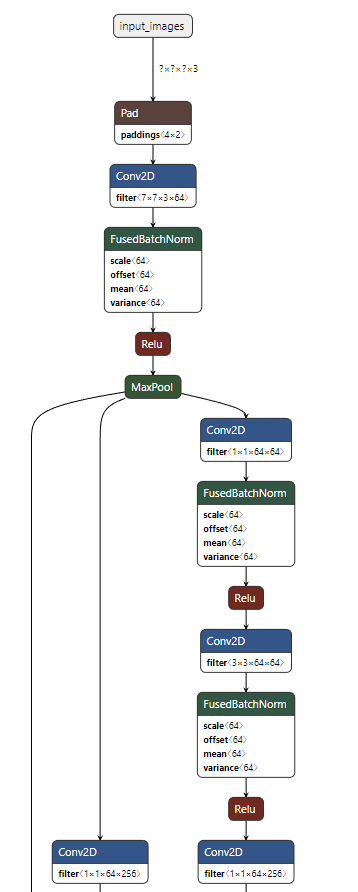 input_images
?×?×?×3
Pad
paddings⟨4×2⟩
Conv2D
filter⟨7×7×3×64⟩
FusedBatchNorm
scale⟨64⟩
offset⟨64⟩
mean⟨64⟩
variance⟨64⟩
Relu
MaxPool
Conv2D
filter⟨1×1×64×64⟩
FusedBatchNorm
scale⟨64⟩
offset⟨64⟩
mean⟨64⟩
variance⟨64⟩
Relu
Conv2D
filter⟨3×3×64×64⟩
FusedBatchNorm
scale⟨64⟩
offset⟨64⟩
mean⟨64⟩
variance⟨64⟩
Relu
Conv2D
filter⟨1×1×64×256⟩
Conv2D
filter⟨1×1×64×256⟩